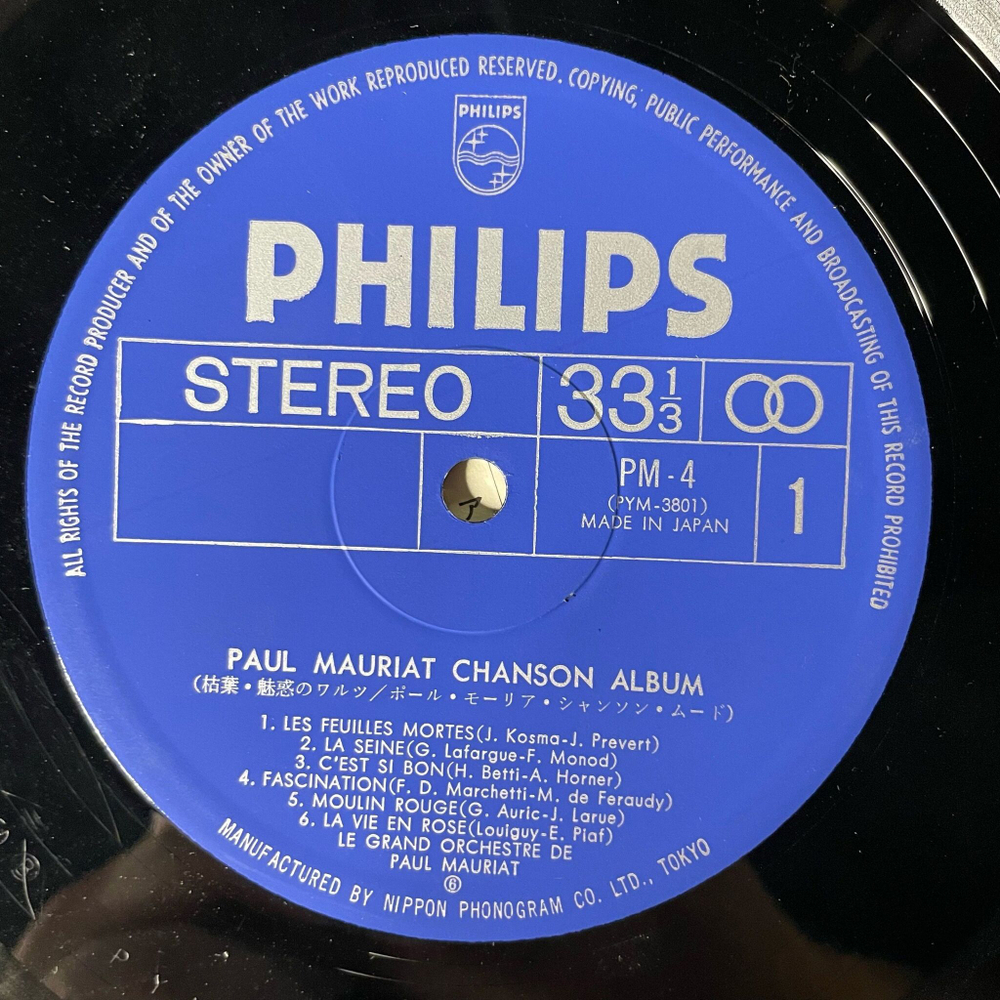 ALL RIGHTS OF THE RECORD PRODUCER AND OF THE OWNER OF THE WORK REPRODUCED RESERVED. COPYING, PUBLIC PERFORMANCE AND BROADCASTING OF THIS RECORD PROHIBITED
PHILIPS
PHILIPS
STEREO 33 1/3
PM-4
(PYM-3801)
MADE IN JAPAN
1
ア
PAUL MAURIAT CHANSON ALBUM
(枯葉・魅惑のワルツ/ポール・モーリア・シャンソン・ムード)
1. LES FEUILLES MORTES(J. Kosma-J. Prevert)
2. LA SEINE(G. Lafargue-F. Monod)
3. C'EST SI BON(H. Betti-A. Horner)
4. FASCINATION(F. D. Marchetti-M. de Feraudy)
5. MOULIN ROUGE(G. Auric-J. Larue)
6. LA VIE EN ROSE(Louiguy-E. Piaf)
LE GRAND ORCHESTRE DE
PAUL MAURIAT
⑥
MANUFACTURED BY NIPPON PHONOGRAM CO. LTD., TOKYO